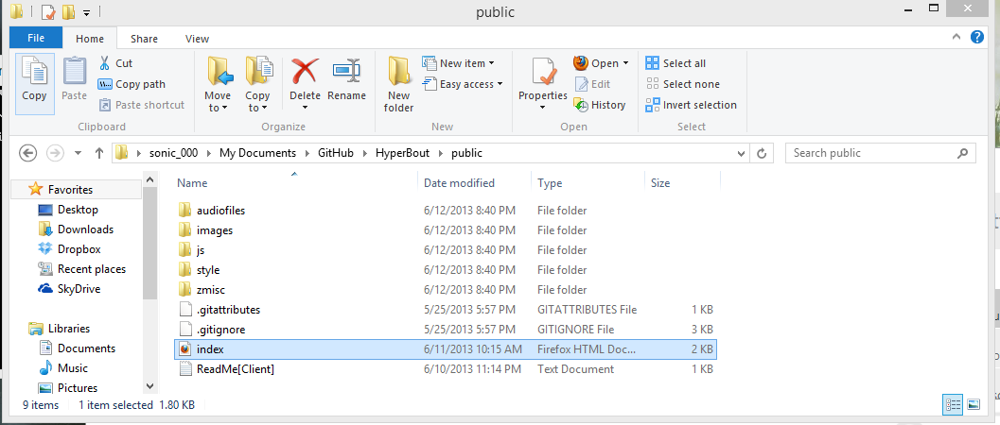 public
File Home Share View
Copy Paste Cut Copy path Paste shortcut Move to Copy to Delete Rename New folder New item Easy access Properties Open Edit History Select all Select none Invert selection
Clipboard Organize New Open Select
sonic_000 My Documents GitHub HyperBout public Search public
Name Date modified Type Size
Favorites
Desktop
Downloads
Dropbox
Recent places
SkyDrive
Libraries
Documents
Music
Pictures
audiofiles 6/12/2013 8:40 PM File folder
images 6/12/2013 8:40 PM File folder
js 6/12/2013 8:40 PM File folder
style 6/12/2013 8:40 PM File folder
zmisc 6/12/2013 8:40 PM File folder
.gitattributes 5/25/2013 5:57 PM GITATTRIBUTES File 1 KB
.gitignore 5/25/2013 5:57 PM GITIGNORE File 3 KB
index 6/11/2013 10:15 AM Firefox HTML Doc... 2 KB
ReadMe[Client] 6/10/2013 11:14 PM Text Document 1 KB
9 items 1 item selected 1.80 KB